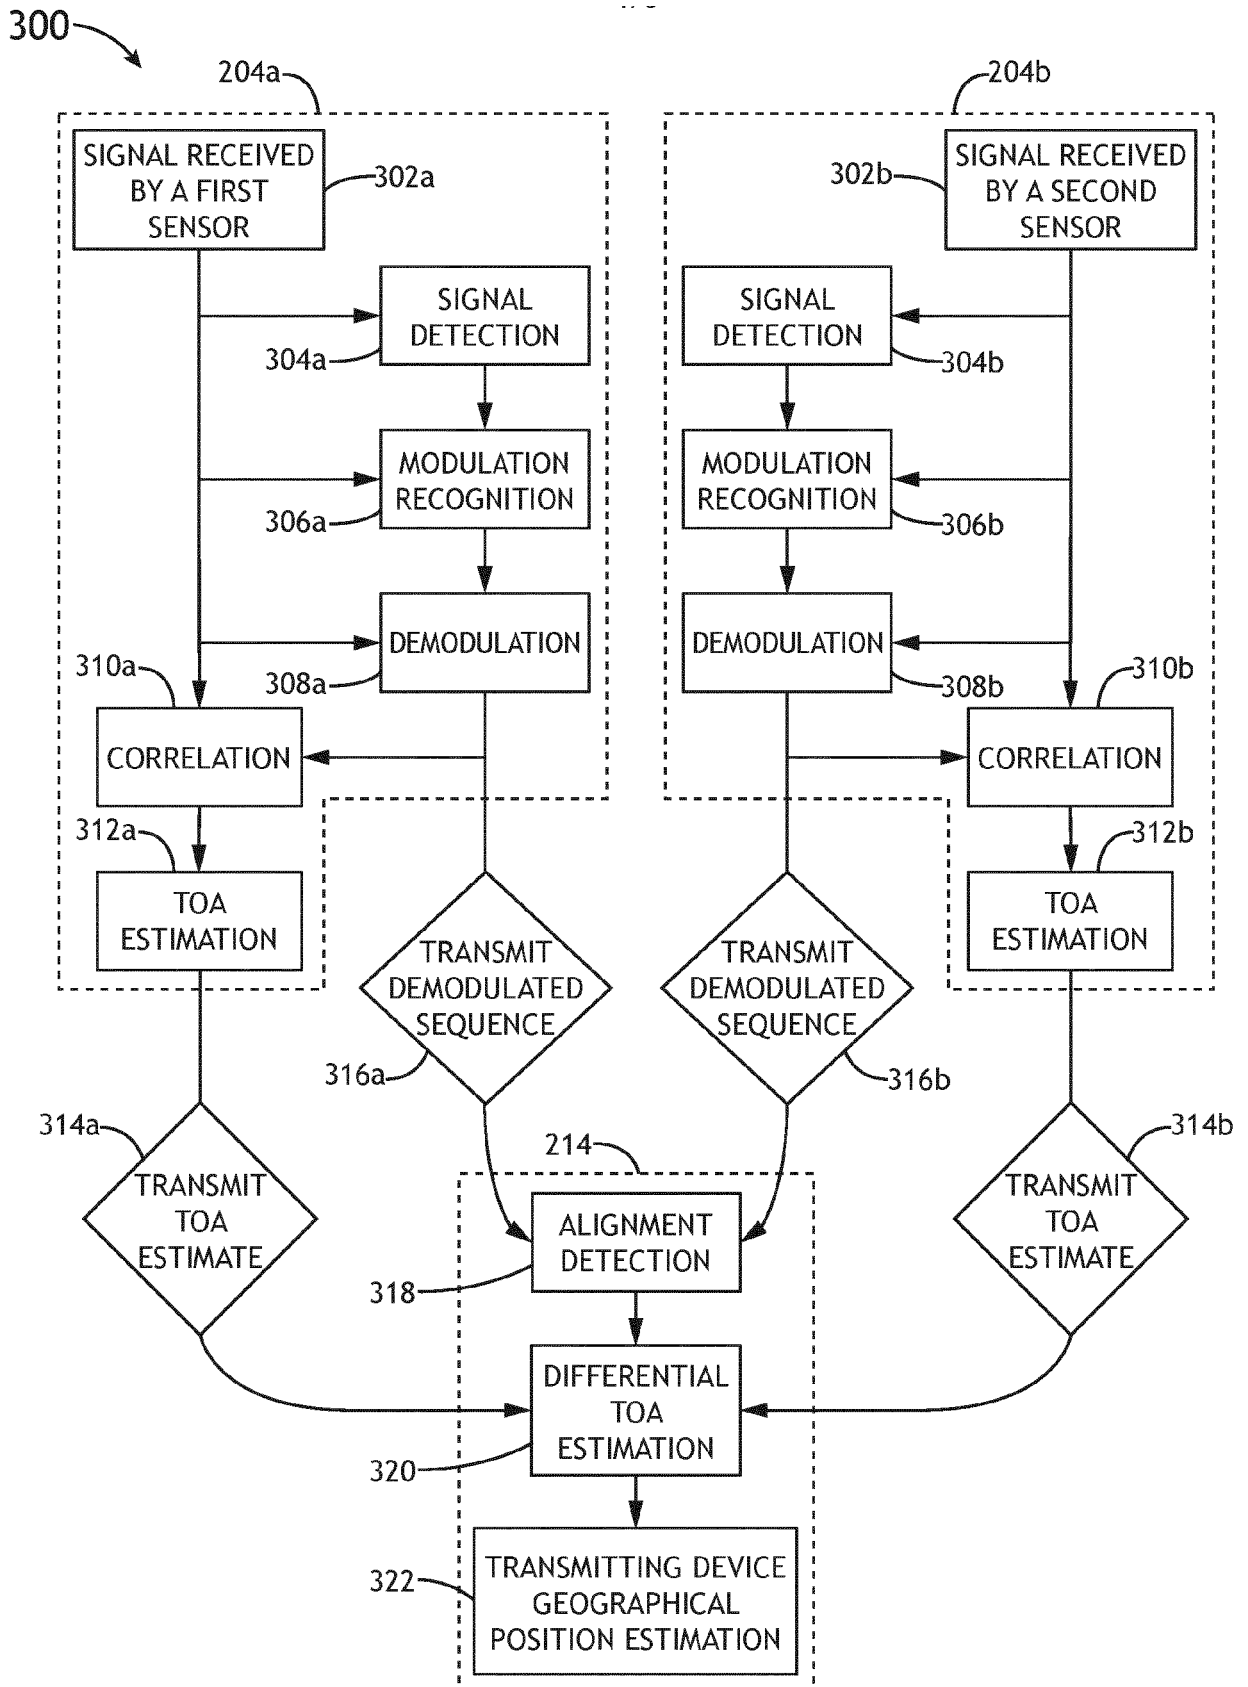 300
204a
204b
SIGNAL RECEIVED
BY A FIRST
SENSOR
302a
302b
SIGNAL RECEIVED
BY A SECOND
SENSOR
SIGNAL
DETECTION
304a
SIGNAL
DETECTION
304b
MODULATION
RECOGNITION
306a
MODULATION
RECOGNITION
306b
DEMODULATION
308a
DEMODULATION
308b
310a
CORRELATION
310b
CORRELATION
312a
TOA
ESTIMATION
312b
TOA
ESTIMATION
TRANSMIT
DEMODULATED
SEQUENCE
316a
TRANSMIT
DEMODULATED
SEQUENCE
316b
314a
TRANSMIT
TOA
ESTIMATE
314b
TRANSMIT
TOA
ESTIMATE
214
ALIGNMENT
DETECTION
318
DIFFERENTIAL
TOA
ESTIMATION
320
322
TRANSMITTING DEVICE
GEOGRAPHICAL
POSITION ESTIMATION